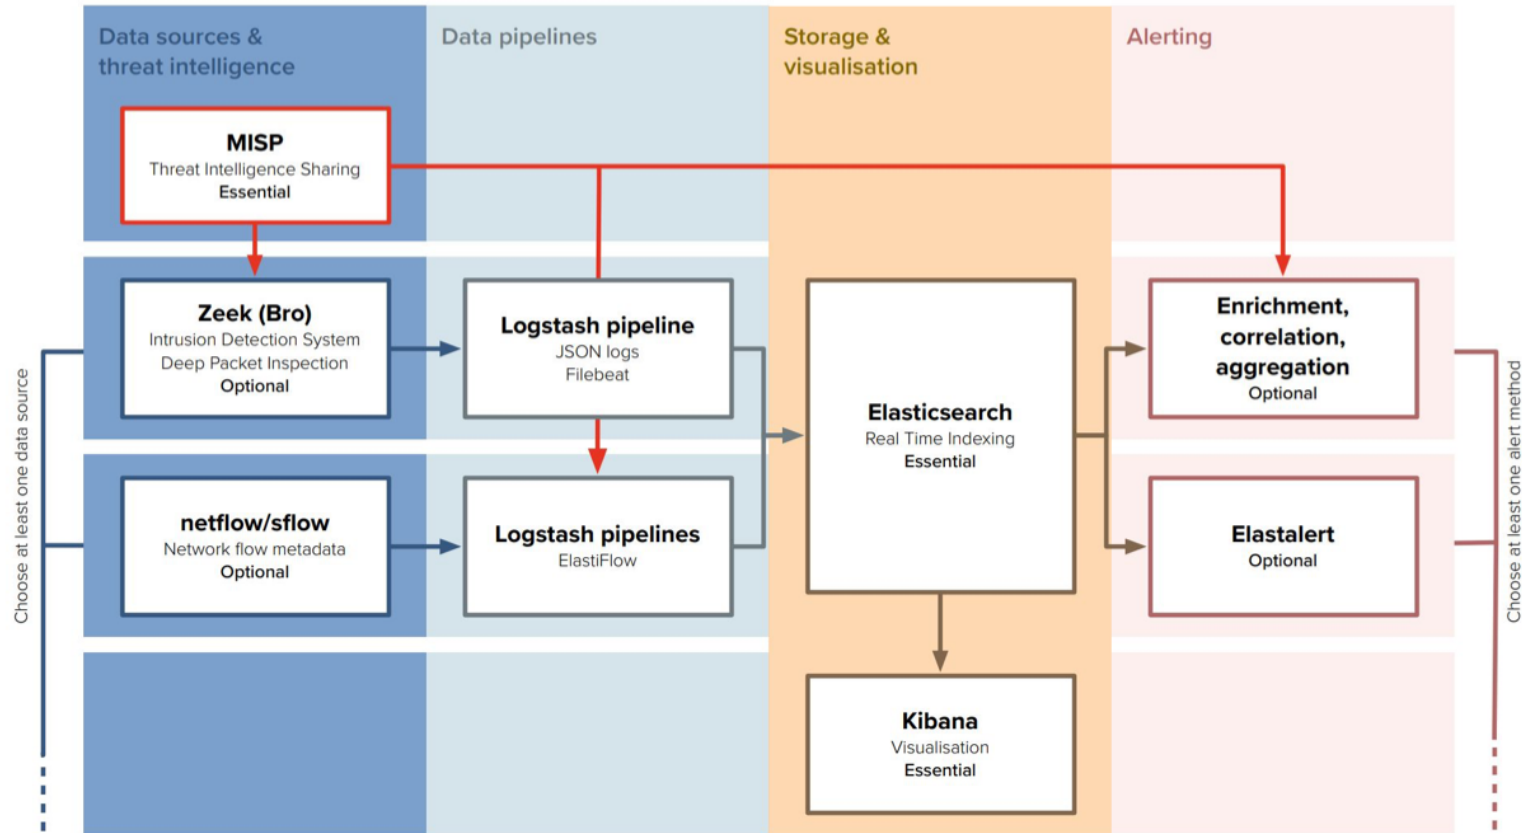 Data sources &
threat intelligence
Data pipelines
Storage &
visualisation
Alerting
MISP
Threat Intelligence Sharing
Essential
Zeek (Bro)
Intrusion Detection System
Deep Packet Inspection
Optional
Logstash pipeline
JSON logs
Filebeat
Elasticsearch
Real Time Indexing
Essential
Enrichment,
correlation,
aggregation
Optional
netflow/sflow
Network flow metadata
Optional
Logstash pipelines
ElastiFlow
Elastalert
Optional
Kibana
Visualisation
Essential
Choose at least one data source
Choose at least one alert method